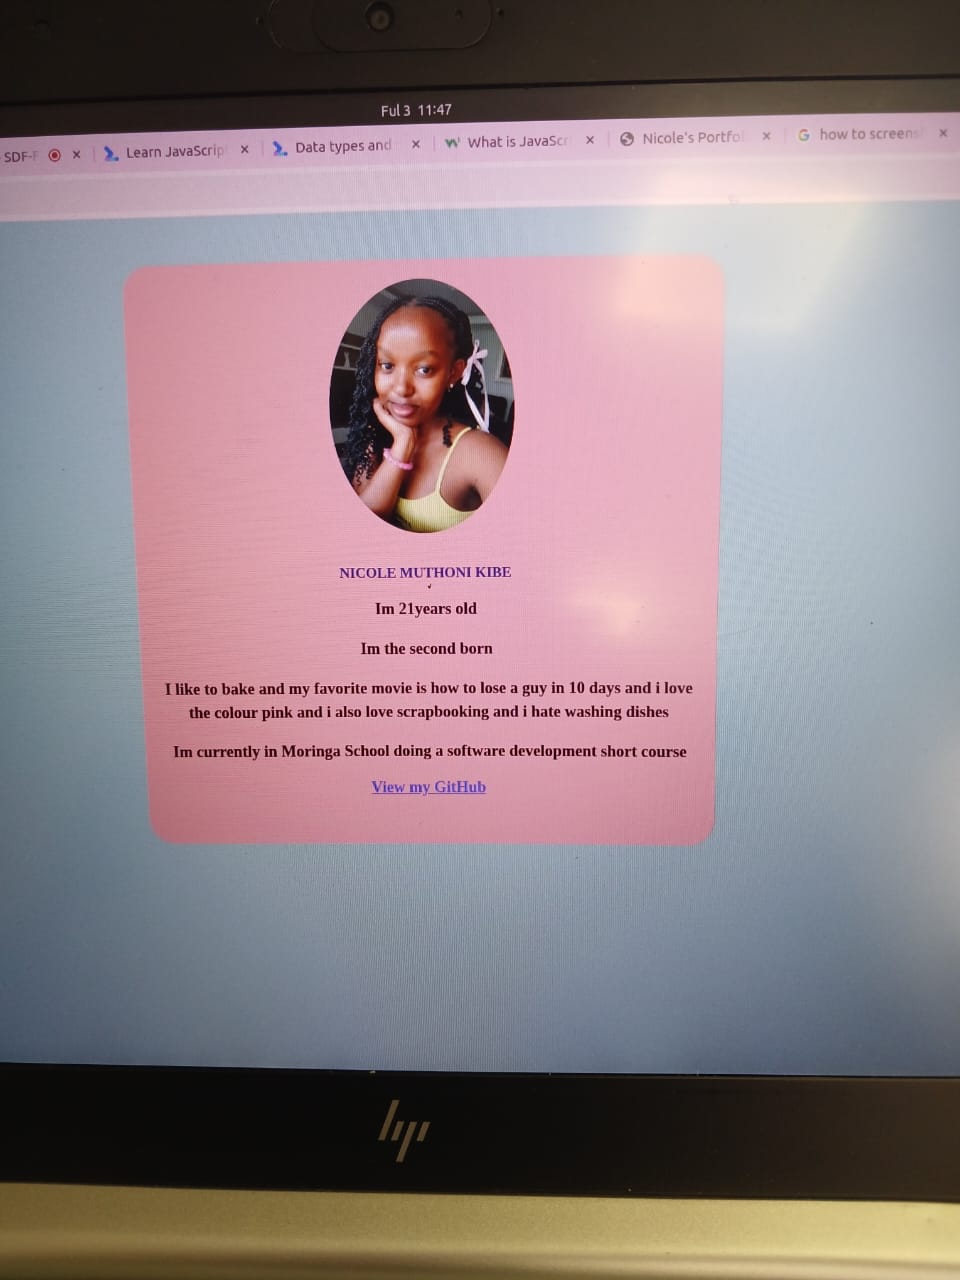 Ful 3 11:47
SDF-F
Learn JavaScrip
Data types and
What is JavaScr
Nicole's Portfol
how to screens
NICOLE MUTHONI KIBE
Im 21years old
Im the second born
I like to bake and my favorite movie is how to lose a guy in 10 days and i love
the colour pink and i also love scrapbooking and i hate washing dishes
Im currently in Moringa School doing a software development short course
View my GitHub
hp